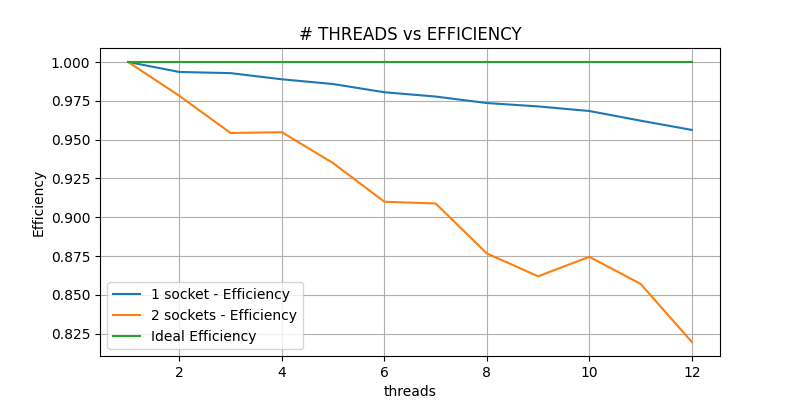 # THREADS vs EFFICIENCY
Efficiency
1.000
0.975
0.950
0.925
0.900
0.875
0.850
0.825
1 socket - Efficiency
2 sockets - Efficiency
Ideal Efficiency
2 4 6 8 10 12
threads